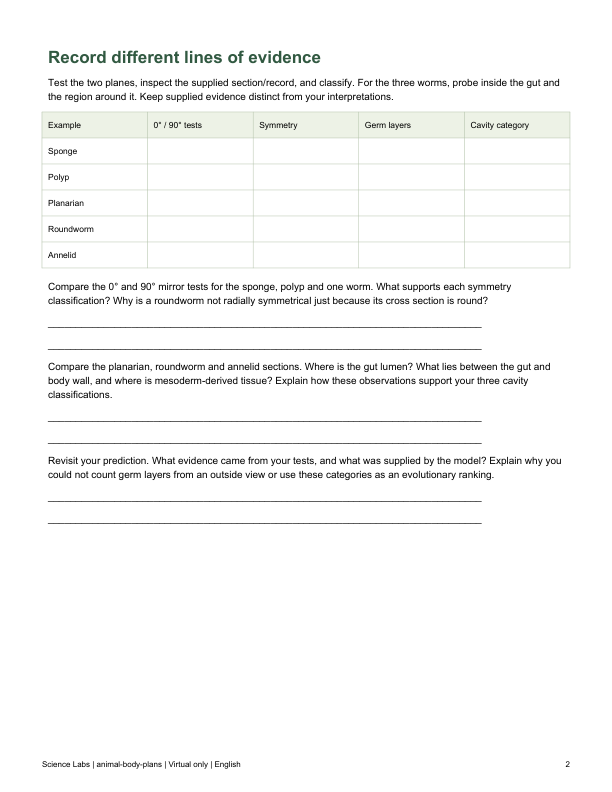 Record different lines of evidence
Test the two planes, inspect the supplied section/record, and classify. For the three worms, probe inside the gut and
the region around it. Keep supplied evidence distinct from your interpretations.
Example 0° / 90° tests Symmetry Germ layers Cavity category
Sponge
Polyp
Planarian
Roundworm
Annelid
Compare the 0° and 90° mirror tests for the sponge, polyp and one worm. What supports each symmetry
classification? Why is a roundworm not radially symmetrical just because its cross section is round?
Compare the planarian, roundworm and annelid sections. Where is the gut lumen? What lies between the gut and
body wall, and where is mesoderm-derived tissue? Explain how these observations support your three cavity
classifications.
Revisit your prediction. What evidence came from your tests, and what was supplied by the model? Explain why you
could not count germ layers from an outside view or use these categories as an evolutionary ranking.
Science Labs | animal-body-plans | Virtual only | English 2